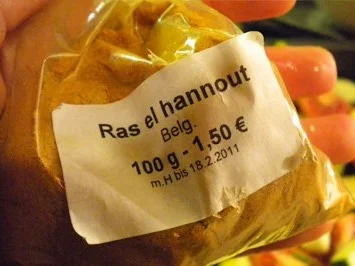 Ras el hannout
Belg.
100 g - 1,50 €
m.H bis 18.2.2011